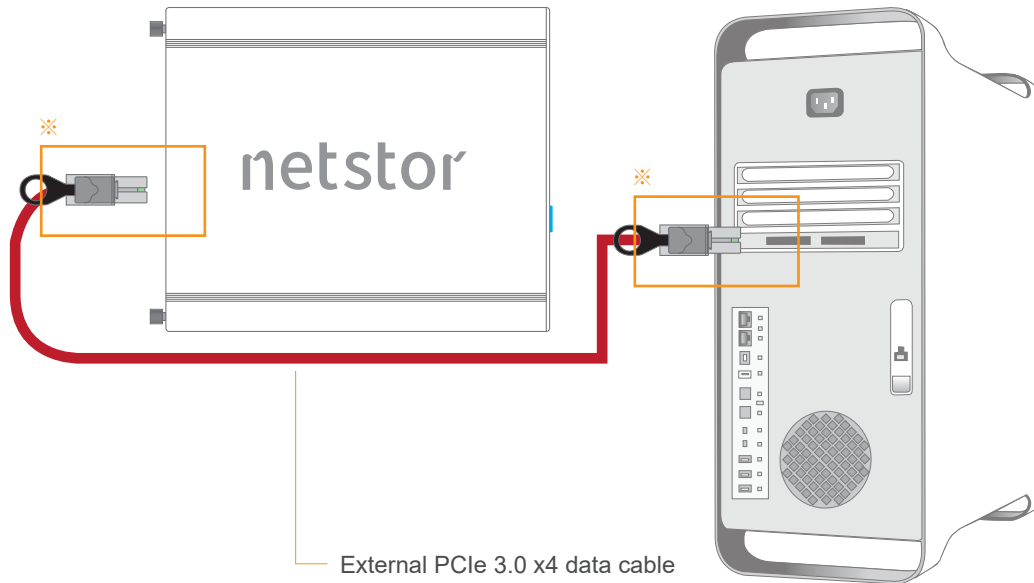 ※
netstor
※
External PCIe 3.0 x4 data cable